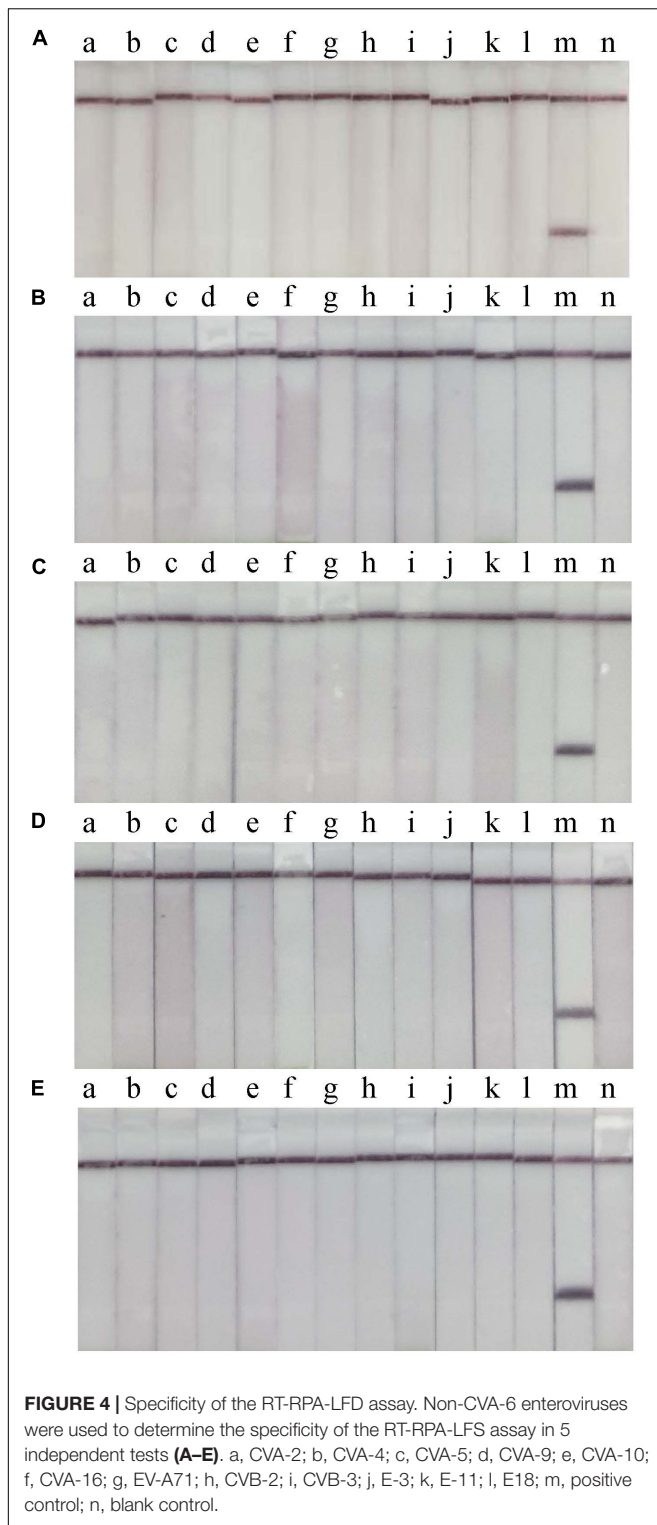 A
a b c d e f g h i j k l m n
B
a b c d e f g h i j k l m n
C
a b c d e f g h i j k l m n
D
a b c d e f g h i j k l m n
E
a b c d e f g h i j k l m n
FIGURE 4 | Specificity of the RT-RPA-LFD assay. Non-CVA-6 enteroviruses
were used to determine the specificity of the RT-RPA-LFS assay in 5
independent tests (A–E). a, CVA-2; b, CVA-4; c, CVA-5; d, CVA-9; e, CVA-10;
f, CVA-16; g, EV-A71; h, CVB-2; i, CVB-3; j, E-3; k, E-11; l, E18; m, positive
control; n, blank control.